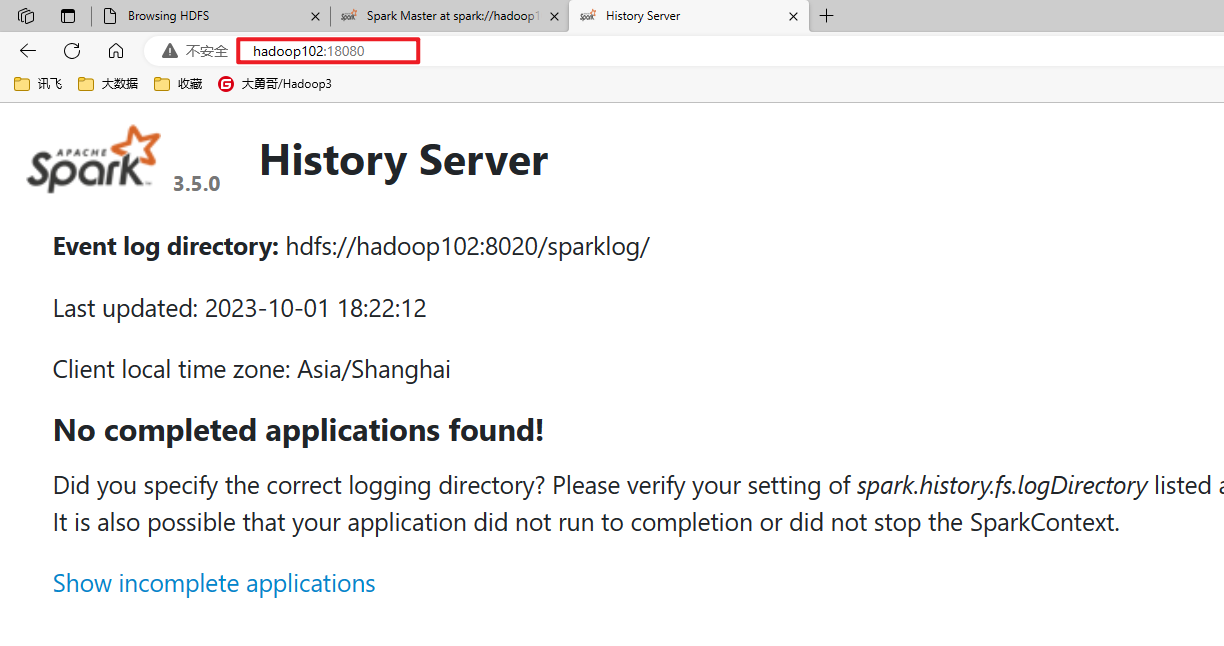 Browsing HDFS
Spark Master at spark://hadoop1
History Server
不安全 hadoop102:18080
讯飞 大数据 收藏 大勇哥/Hadoop3
APACHE Spark™ 3.5.0 History Server
Event log directory: hdfs://hadoop102:8020/sparklog/
Last updated: 2023-10-01 18:22:12
Client local time zone: Asia/Shanghai
No completed applications found!
Did you specify the correct logging directory? Please verify your setting of spark.history.fs.logDirectory listed
It is also possible that your application did not run to completion or did not stop the SparkContext.
Show incomplete applications